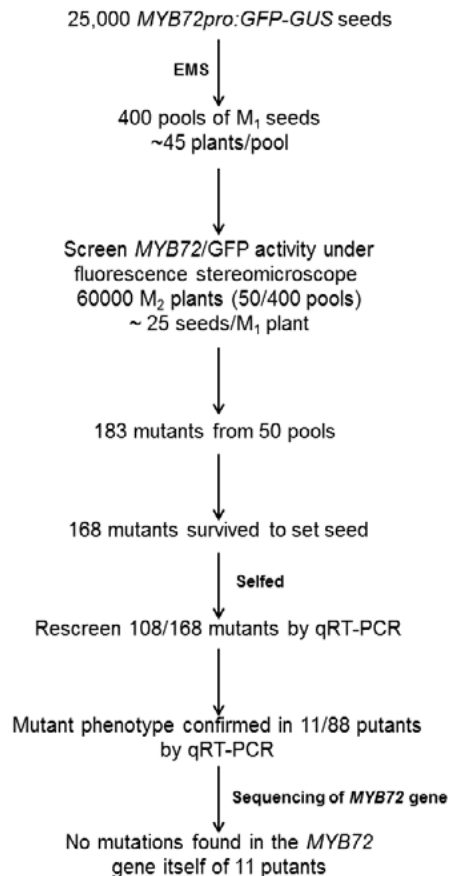 25,000 MYB72pro:GFP-GUS seeds
EMS
400 pools of M₁ seeds
~45 plants/pool
Screen MYB72/GFP activity under
fluorescence stereomicroscope
60000 M₂ plants (50/400 pools)
~ 25 seeds/M₁ plant
183 mutants from 50 pools
168 mutants survived to set seed
Selfed
Rescreen 108/168 mutants by qRT-PCR
Mutant phenotype confirmed in 11/88 putants
by qRT-PCR
Sequencing of MYB72 gene
No mutations found in the MYB72
gene itself of 11 putants